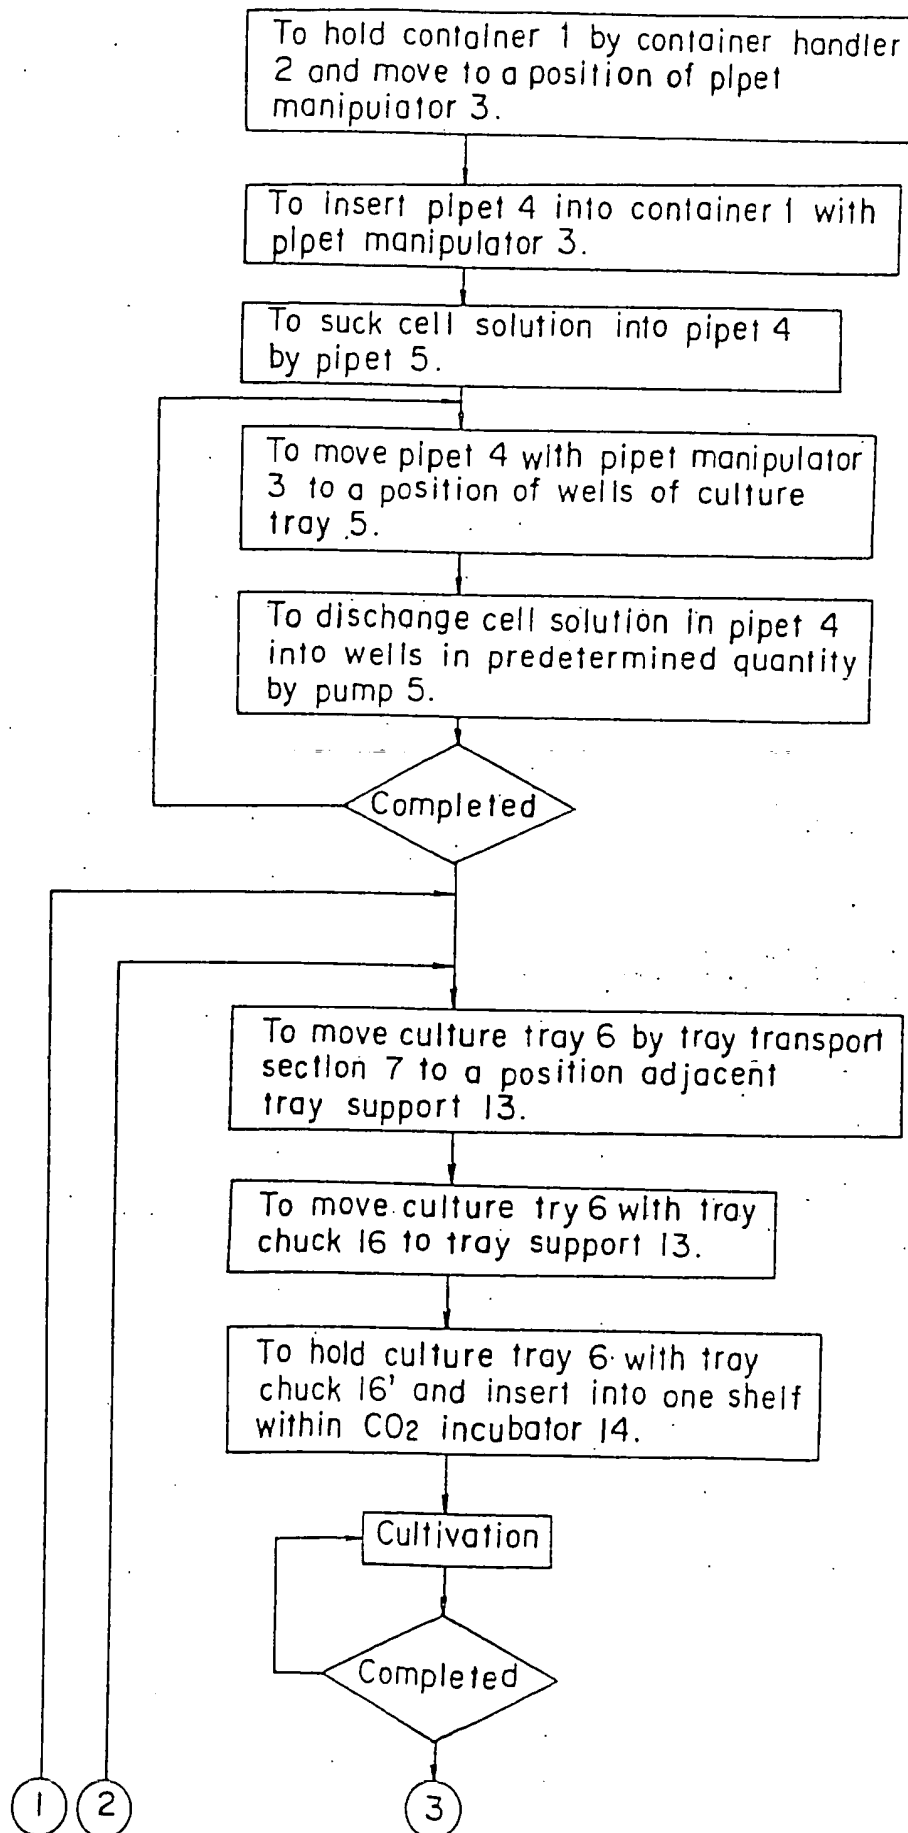 To hold container 1 by container handler
2 and move to a position of pipet
manipuiator 3.
To insert pipet 4 into container 1 with
pipet manipulator 3.
To suck cell solution into pipet 4
by pipet 5.
To move pipet 4 with pipet manipulator
3 to a position of wells of culture
tray 5.
To dischange cell solution in pipet 4
into wells in predetermined quantity
by pump 5.
Completed
To move culture tray 6 by tray transport
section 7 to a position adjacent
tray support 13.
To move culture try 6 with tray
chuck 16 to tray support 13.
To hold culture tray 6 with tray
chuck 16' and insert into one shelf
within CO2 incubator 14.
Cultivation
Completed
1 2 3